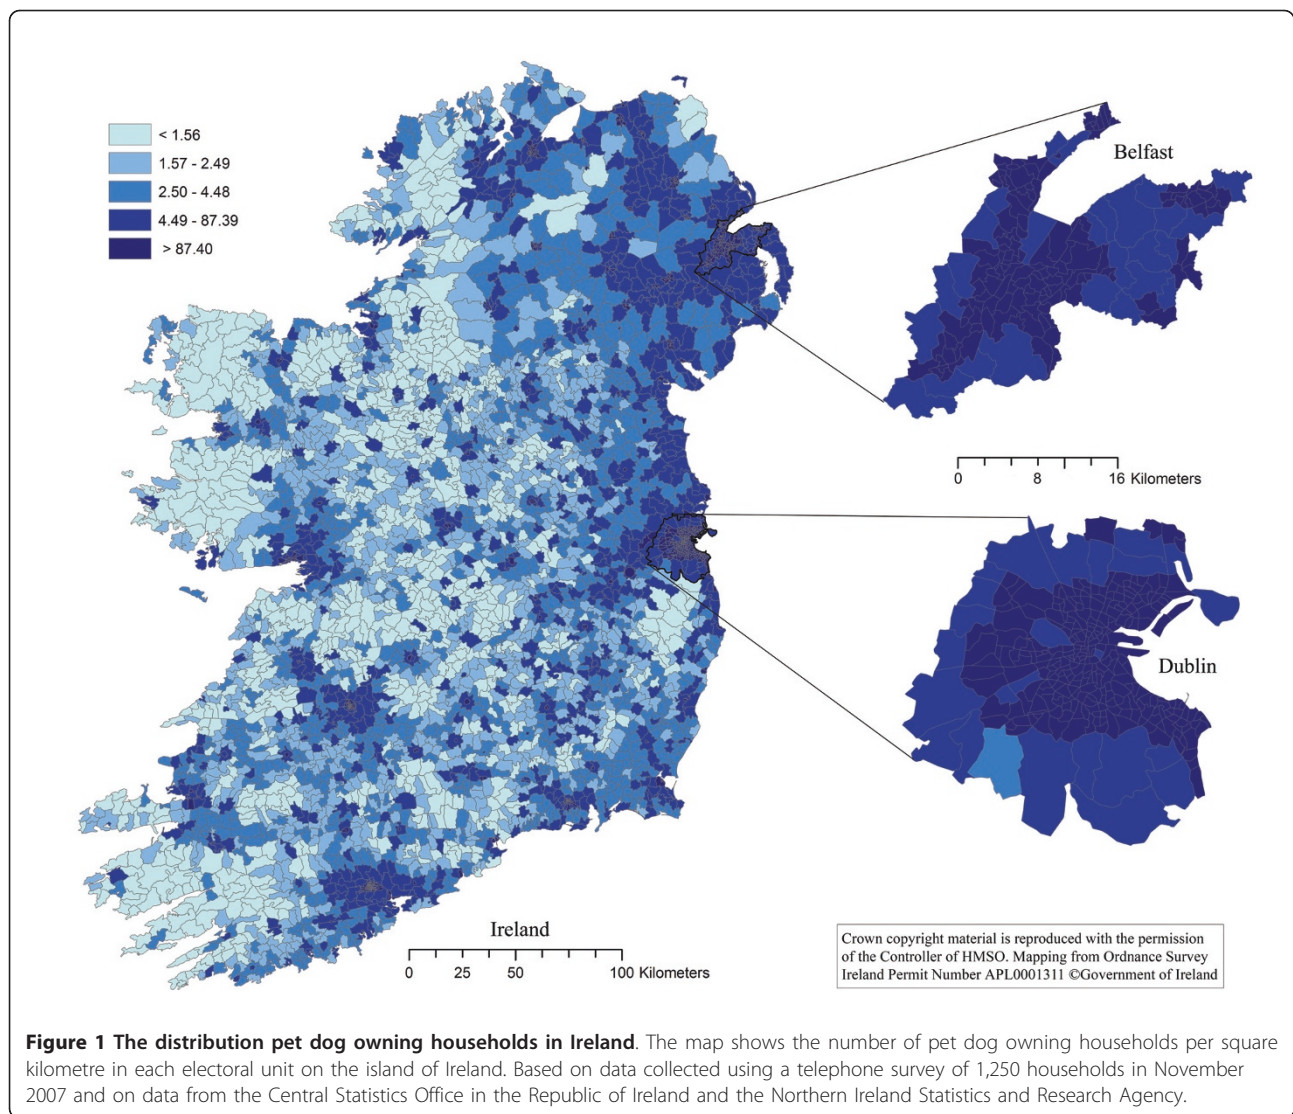 < 1.56
1.57 - 2.49
2.50 - 4.48
4.49 - 87.39
> 87.40
Belfast
0 8 16 Kilometers
Dublin
Ireland
0 25 50 100 Kilometers
Crown copyright material is reproduced with the permission
of the Controller of HMSO. Mapping from Ordnance Survey
Ireland Permit Number APL0001311 ©Government of Ireland
Figure 1 The distribution pet dog owning households in Ireland. The map shows the number of pet dog owning households per square
kilometre in each electoral unit on the island of Ireland. Based on data collected using a telephone survey of 1,250 households in November
2007 and on data from the Central Statistics Office in the Republic of Ireland and the Northern Ireland Statistics and Research Agency.